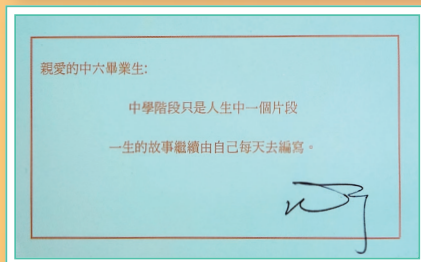 親愛的中六畢業生:
中學階段只是人生中一個片段
一生的故事繼續由自己每天去編寫。